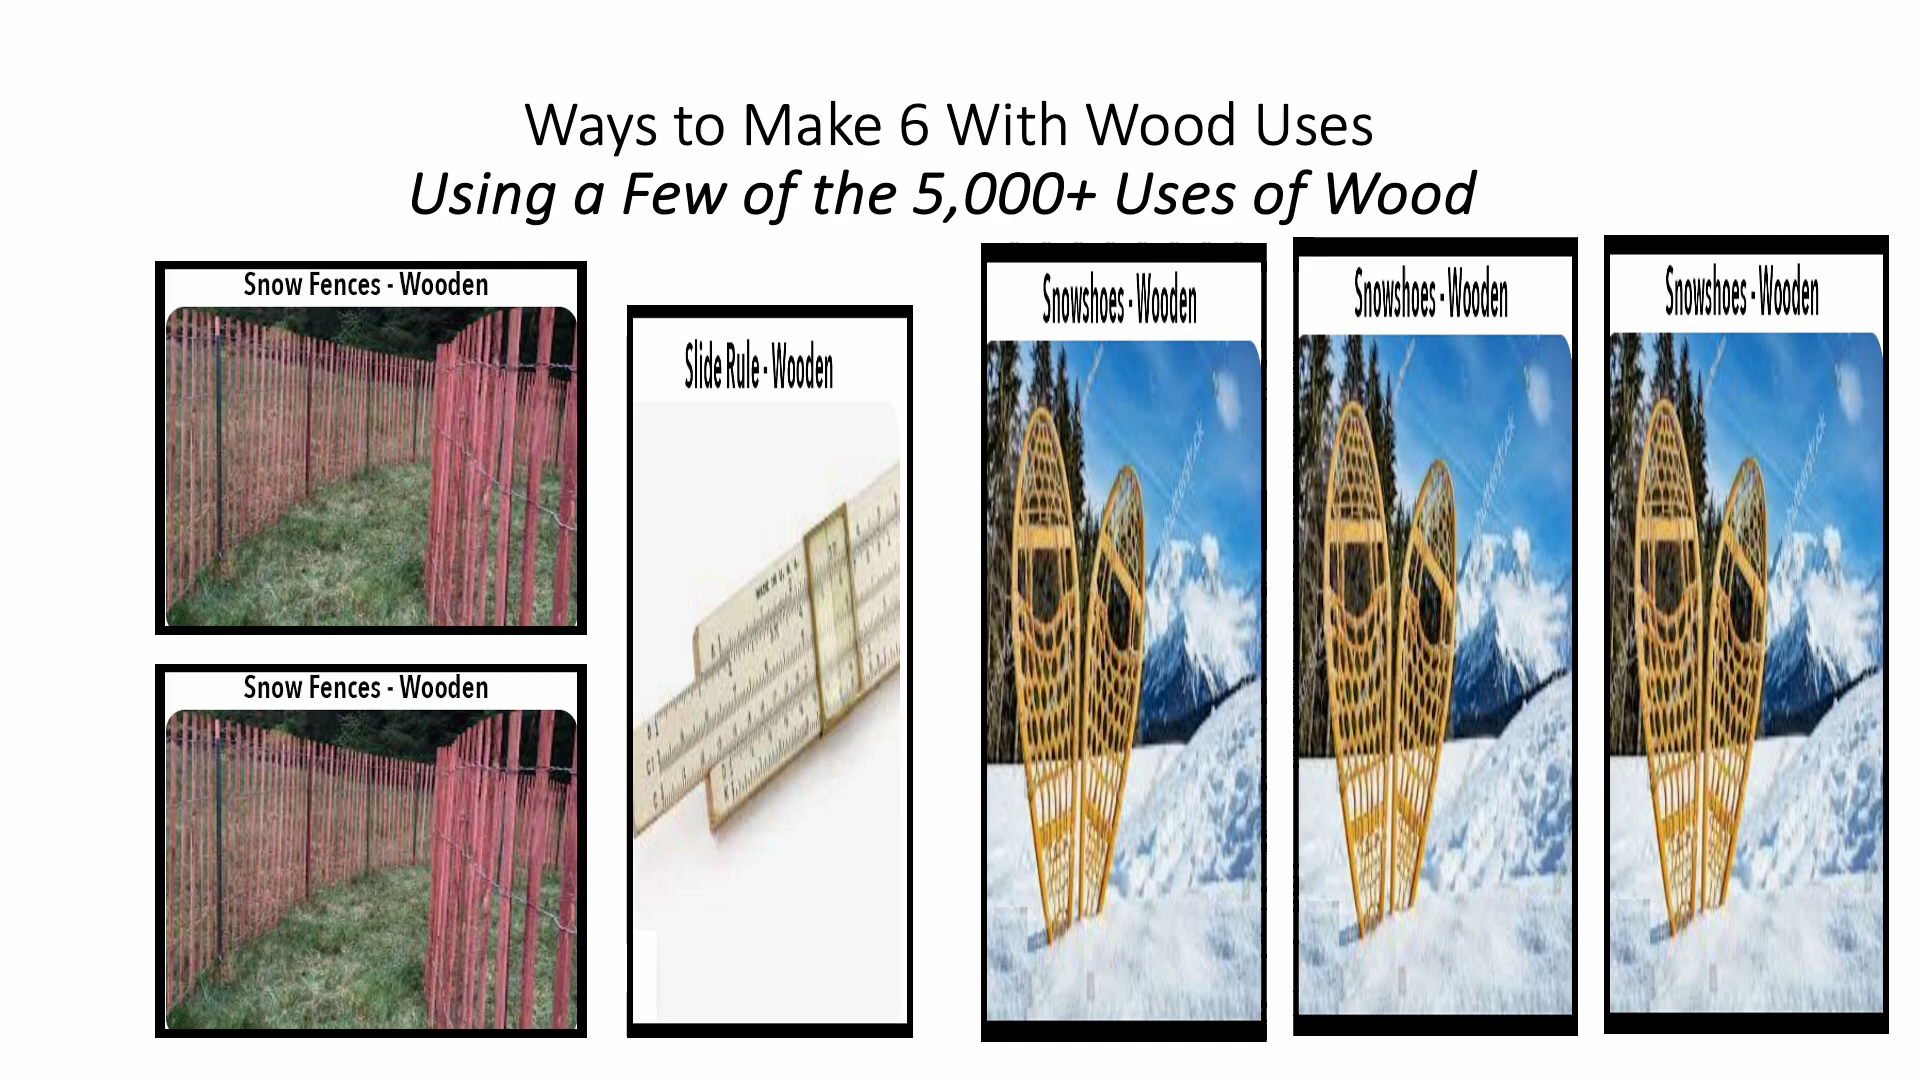 Ways to Make 6 With Wood Uses
Using a Few of the 5,000+ Uses of Wood
Snow Fences - Wooden
Snow Fences - Wooden
Slide Rule - Wooden
Snowshoes - Wooden
Snowshoes - Wooden
Snowshoes - Wooden